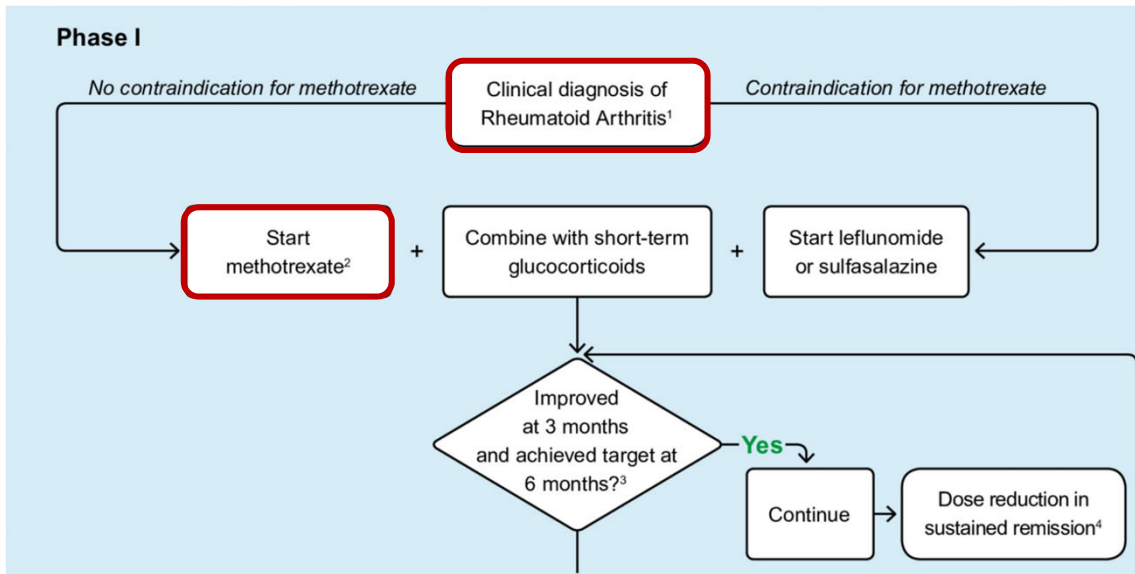 Phase I
No contraindication for methotrexate
Clinical diagnosis of
Rheumatoid Arthritis¹
Contraindication for methotrexate
Start
methotrexate²
+
Combine with short-term
glucocorticoids
+
Start leflunomide
or sulfasalazine
Improved
at 3 months
and achieved target at
6 months?³
Yes
Continue
Dose reduction in
sustained remission⁴